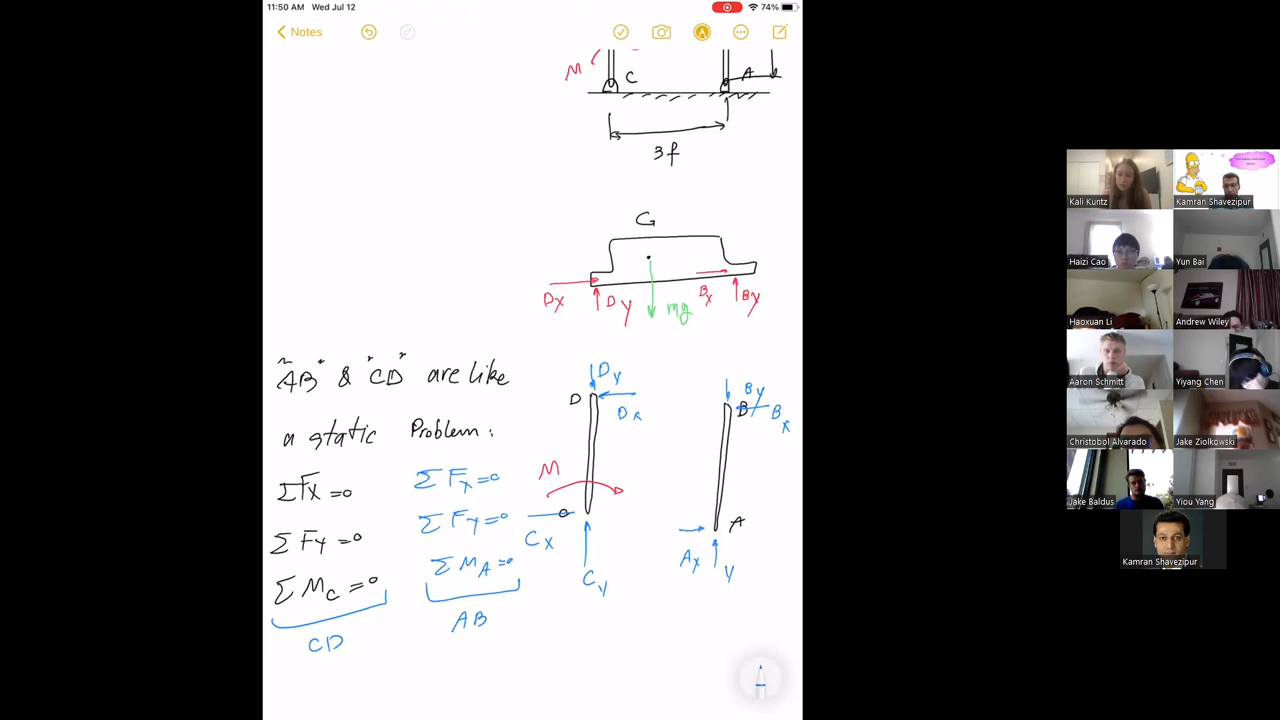 11:50 AM Wed Jul 12
74%
Notes
M
C
A
3f
G
Dx
Dy
mg
Bx
By
AB & CD are like
a static Problem:
ΣFx=0
ΣFy=0
ΣMc=0
CD
ΣFx=0
ΣFy=0
ΣMA=0
AB
Dy
D
Dx
M
Cx
Cy
By
B
Bx
A
Ax
y
Kali Kuntz
Kamran Shavezipur
Haizi Cao
Yun Bai
Haoxuan Li
Andrew Wiley
Aaron Schmitt
Yiyang Chen
Christobol Alvarado
Jake Ziolkowski
Jake Baldus
Yiou Yang
Kamran Shavezipur